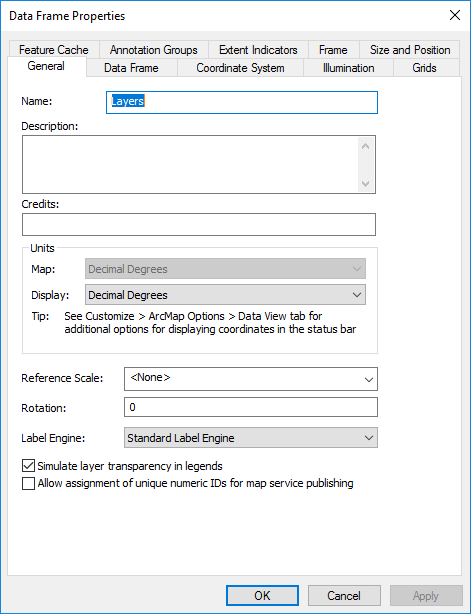 Data Frame Properties
Feature Cache Annotation Groups Extent Indicators Frame Size and Position
General Data Frame Coordinate System Illumination Grids
Name: Layers
Description:
Credits:
Units
Map: Decimal Degrees
Display: Decimal Degrees
Tip: See Customize > ArcMap Options > Data View tab for
additional options for displaying coordinates in the status bar
Reference Scale: <None>
Rotation: 0
Label Engine: Standard Label Engine
Simulate layer transparency in legends
Allow assignment of unique numeric IDs for map service publishing
OK Cancel Apply